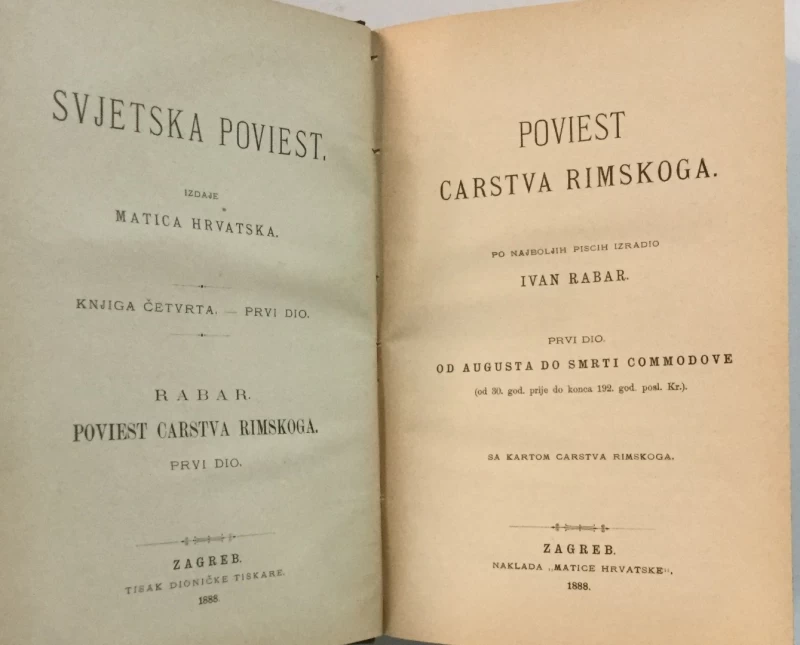 SVJETSKA POVIEST.
IZDAJE
MATICA HRVATSKA.
KNJIGA ČETVRTA. — PRVI DIO.
RABAR.
POVIEST CARSTVA RIMSKOGA.
PRVI DIO.
ZAGREB.
TISAK DIONIČKE TISKARE.
1888.
POVIEST
CARSTVA RIMSKOGA.
PO NAJBOLJIH PISCIH IZRADIO
IVAN RABAR.
PRVI DIO.
OD AUGUSTA DO SMRTI COMMODOVE
(od 30. god. prije do konca 192. god. posl. Kr.).
SA KARTOM CARSTVA RIMSKOGA.
ZAGREB.
NAKLADA „MATICE HRVATSKE“,
1888.